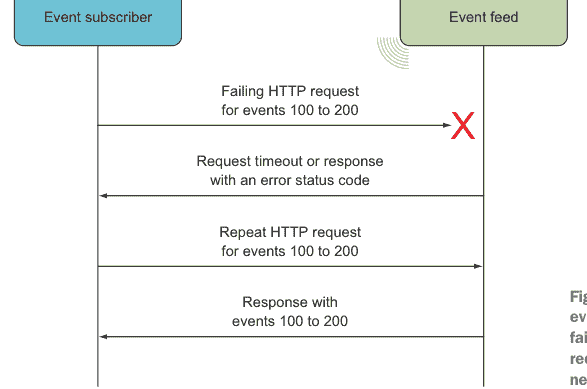 Event subscriber
Event feed
Failing HTTP request
for events 100 to 200
X
Request timeout or response
with an error status code
Repeat HTTP request
for events 100 to 200
Response with
events 100 to 200